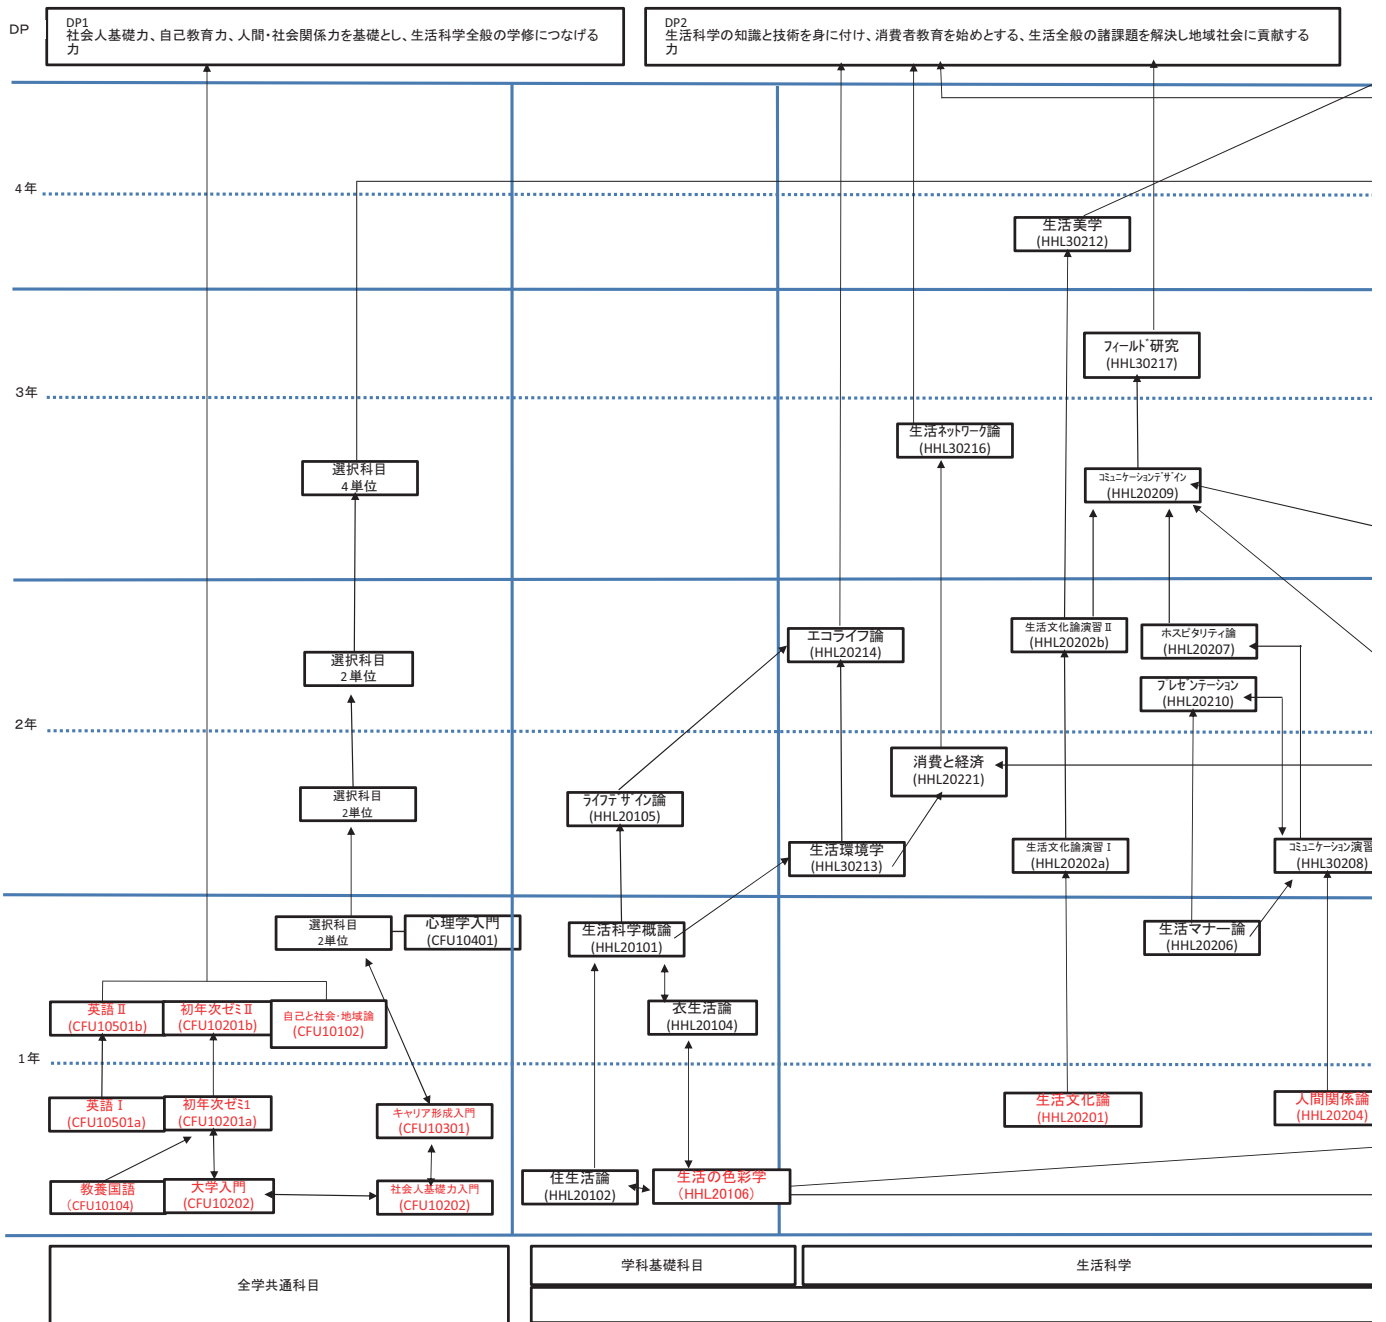 DP
DP1
社会人基礎力、自己教育力、人間・社会関係力を基礎とし、生活科学全般の学修につなげる
力
DP2
生活科学の知識と技術を身に付け、消費者教育を始めとする、生活全般の諸課題を解決し地域社会に貢献する
力
4年
生活美学
(HHL30212)
フィールド研究
(HHL30217)
3年
生活ネットワーク論
(HHL30216)
選択科目
4単位
コミュニケーションデザイン
(HHL20209)
エコライフ論
(HHL20214)
生活文化論演習Ⅱ
(HHL20202b)
ホスピタリティ論
(HHL20207)
選択科目
2単位
プレゼンテーション
(HHL20210)
2年
消費と経済
(HHL20221)
選択科目
2単位
ライフデザイン論
(HHL20105)
生活環境学
(HHL30213)
生活文化論演習Ⅰ
(HHL20202a)
コミュニケーション演習
(HHL30208)
選択科目
2単位
心理学入門
(CFU10401)
生活科学概論
(HHL20101)
生活マナー論
(HHL20206)
英語Ⅱ
(CFU10501b)
初年次ゼミⅡ
(CFU10201b)
自己と社会・地域論
(CFU10102)
衣生活論
(HHL20104)
1年
英語Ⅰ
(CFU10501a)
初年次ゼミ1
(CFU10201a)
キャリア形成入門
(CFU10301)
生活文化論
(HHL20201)
人間関係論
(HHL20204)
教養国語
(CFU10104)
大学入門
(CFU10202)
社会人基礎力入門
(CFU10202)
住生活論
(HHL20102)
生活の色彩学
(HHL20106)
全学共通科目
学科基礎科目
生活科学